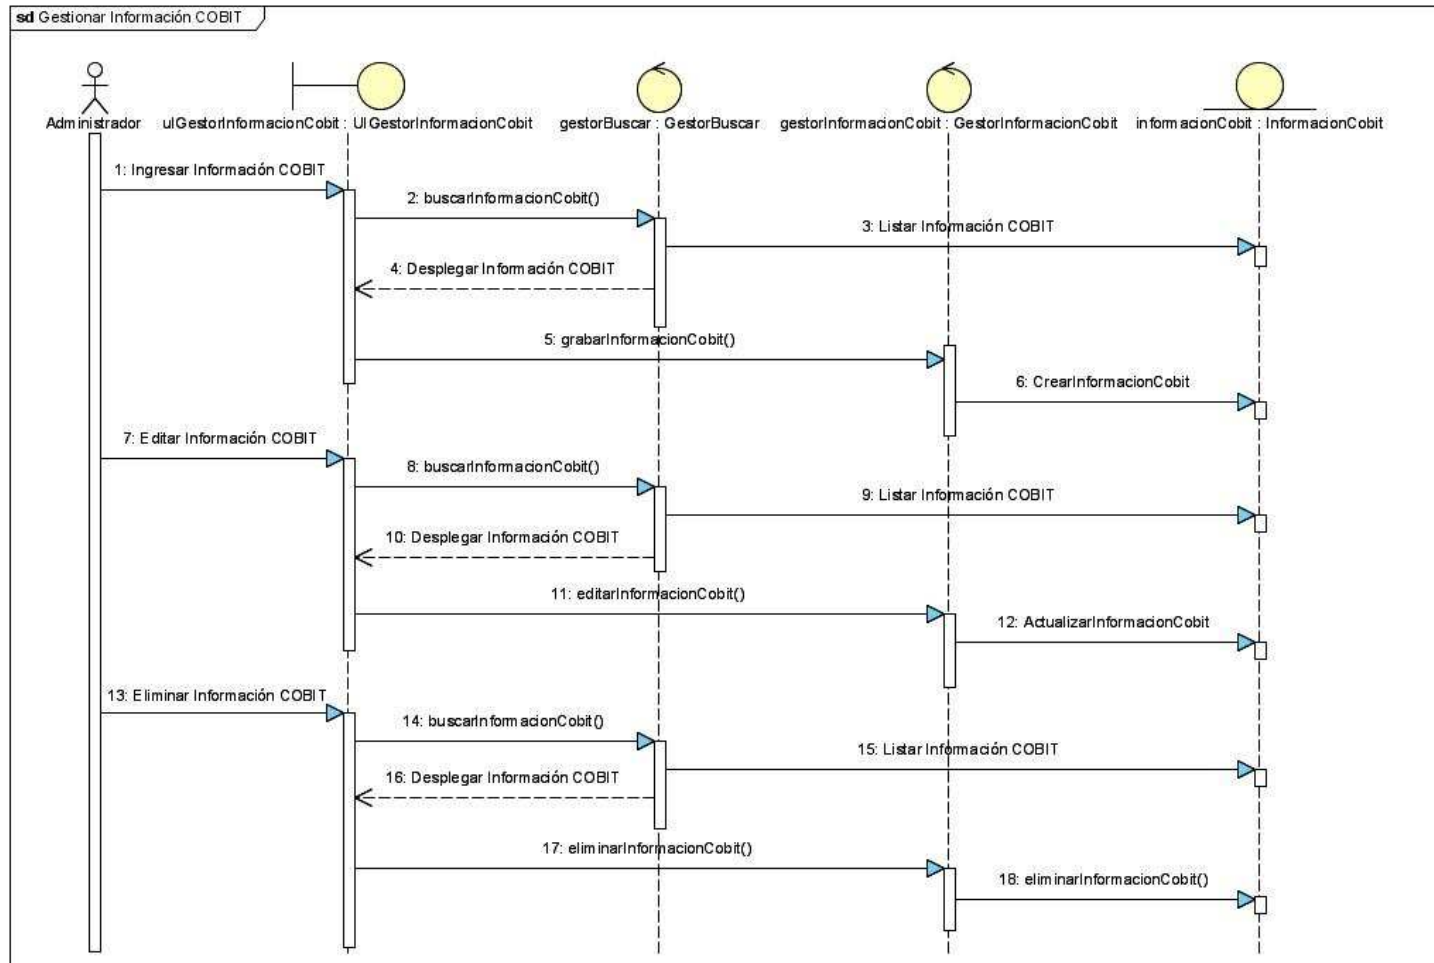 sd Gestionar Información COBIT
Administrador
uIGestorInformacionCobit : UIGestorInformacionCobit
gestorBuscar : GestorBuscar
gestorInformacionCobit : GestorInformacionCobit
informacionCobit : InformacionCobit
1: Ingresar Información COBIT
2: buscarInformacionCobit()
3: Listar Información COBIT
4: Desplegar Información COBIT
5: grabarInformacionCobit()
6: CrearInformacionCobit
7: Editar Información COBIT
8: buscarInformacionCobit()
9: Listar Información COBIT
10: Desplegar Información COBIT
11: editarInformacionCobit()
12: ActualizarInformacionCobit
13: Eliminar Información COBIT
14: buscarInformacionCobit()
15: Listar Información COBIT
16: Desplegar Información COBIT
17: eliminarInformacionCobit()
18: eliminarInformacionCobit()